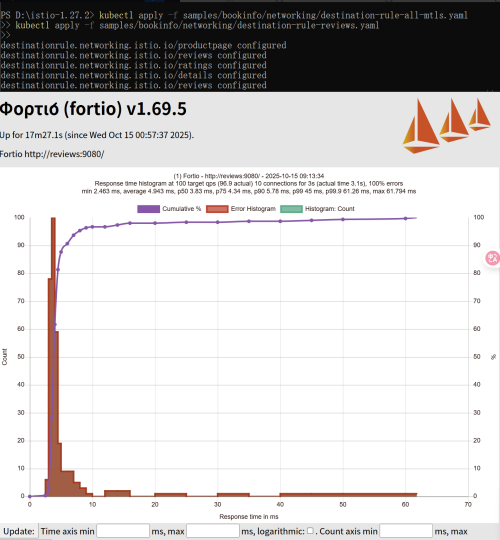 PS D:\istio-1.27.2> kubectl apply -f samples/bookinfo/networking/destination-rule-all-mtls.yaml
>> kubectl apply -f samples/bookinfo/networking/destination-rule-reviews.yaml
>>
destinationrule.networking.istio.io/productpage configured
destinationrule.networking.istio.io/reviews configured
destinationrule.networking.istio.io/ratings configured
destinationrule.networking.istio.io/details configured
destinationrule.networking.istio.io/reviews configured
Φορτιώ (fortio) v1.69.5
Up for 17m27.1s (since Wed Oct 15 00:57:37 2025).
Fortio http://reviews:9080/
(1) Fortio - http://reviews:9080/ - 2025-10-15 09:13:34
Response time histogram at 100 target qps (96.9 actual) 10 connections for 3s (actual time 3.1s), 100% errors
min 2.463 ms, average 4.943 ms, p50 3.83 ms, p75 4.34 ms, p90 5.78 ms, p99 45 ms, p99.9 61.26 ms, max 61.794 ms
Cumulative % Error Histogram Histogram: Count
100 100
90 90
80 80
70 70
60 60
50 50
40 40
30 30
20 20
10 10
0 0
Count
%
0 10 20 30 40 50 60 70
Response time in ms
Update: Time axis min ms, max ms, logarithmic: . Count axis min ms, max